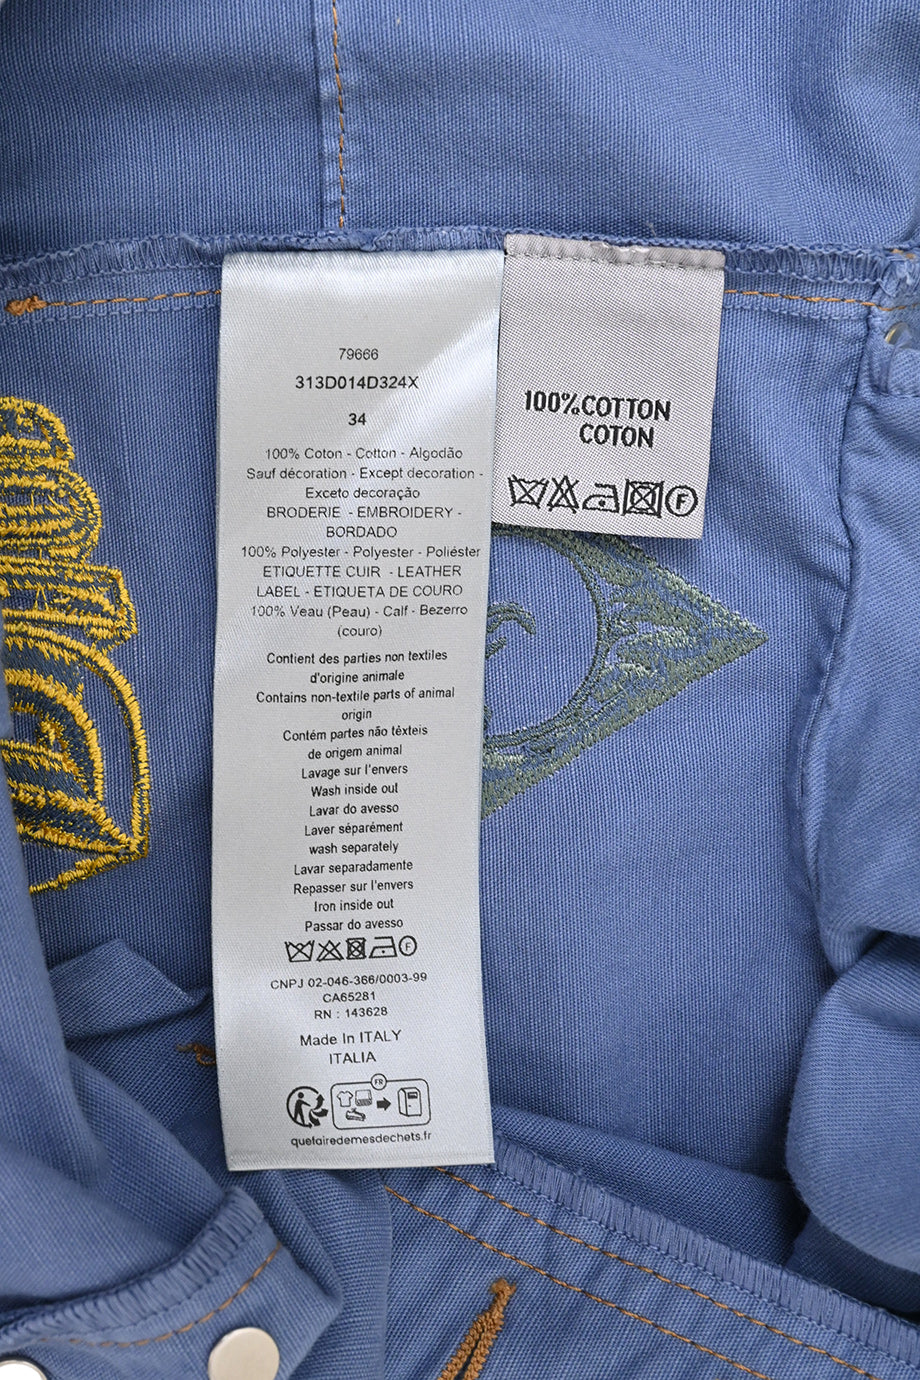 79666
313D014D324X
34
100% Coton - Cotton - Algodão
Sauf décoration - Except decoration -
Exceto decoração
BRODERIE - EMBROIDERY -
BORDADO
100% Polyester - Polyester - Poliéster
ETIQUETTE CUIR - LEATHER
LABEL - ETIQUETA DE COURO
100% Veau (Peau) - Calf - Bezerro
(couro)
Contient des parties non textiles
d'origine animale
Contains non-textile parts of animal
origin
Contém partes não têxteis
de origem animal
Lavage sur l'envers
Wash inside out
Lavar do avesso
Laver séparément
wash separately
Lavar separadamente
Repasser sur l'envers
Iron inside out
Passar do avesso
F
CNPJ 02-046-366/0003-99
CA65281
RN : 143628
Made In ITALY
ITALIA
FR
quefairedemesdechets.fr
100%COTTON
COTON
F